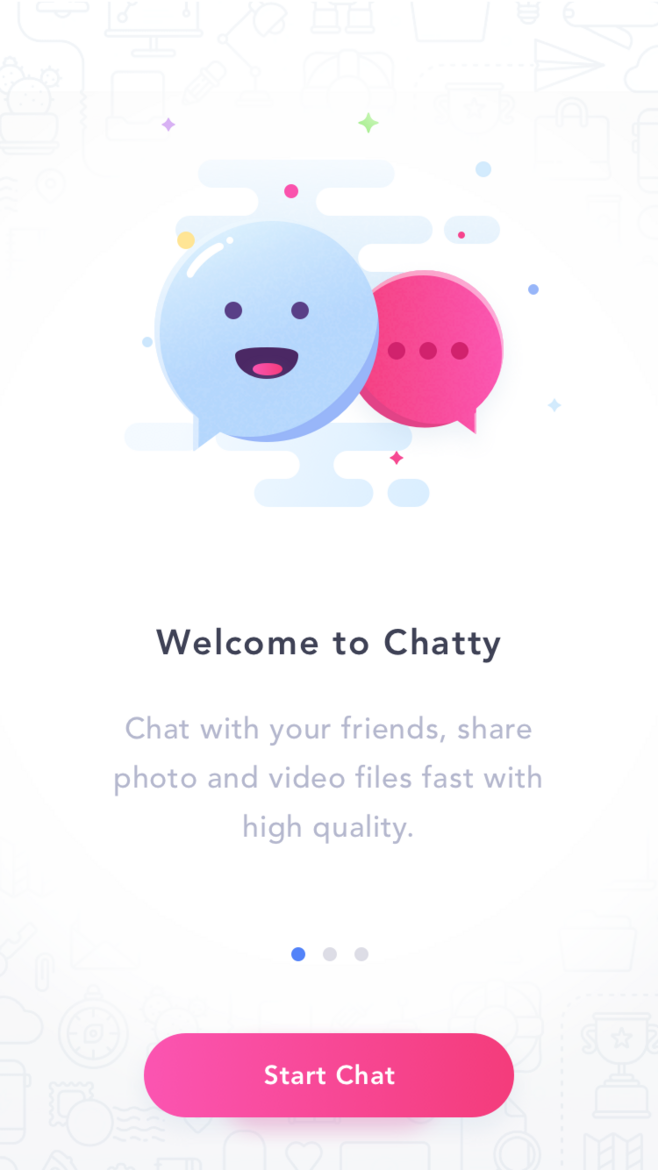 Welcome to Chatty
Chat with your friends, share
photo and video files fast with
high quality.
Start Chat